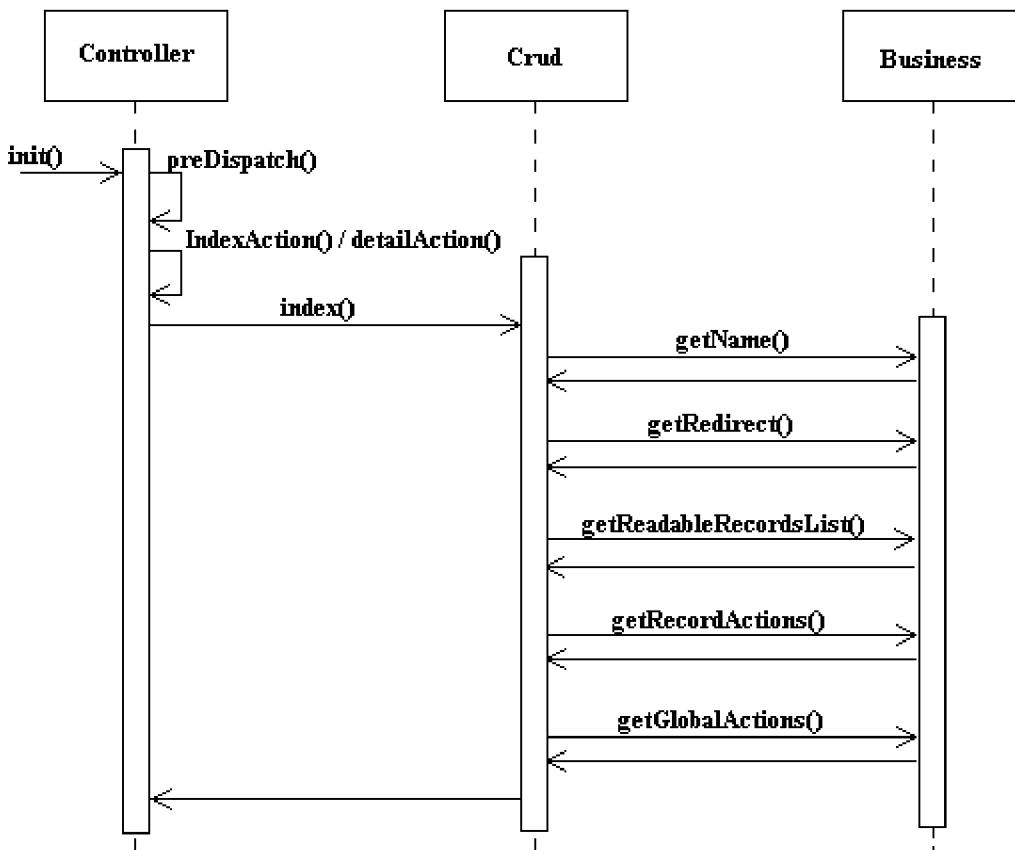 Controller
Crud
Business
init()
preDispatch()
IndexAction() / detailAction()
index()
getName()
getRedirect()
getReadableRecordsList()
getRecordActions()
getGlobalActions()